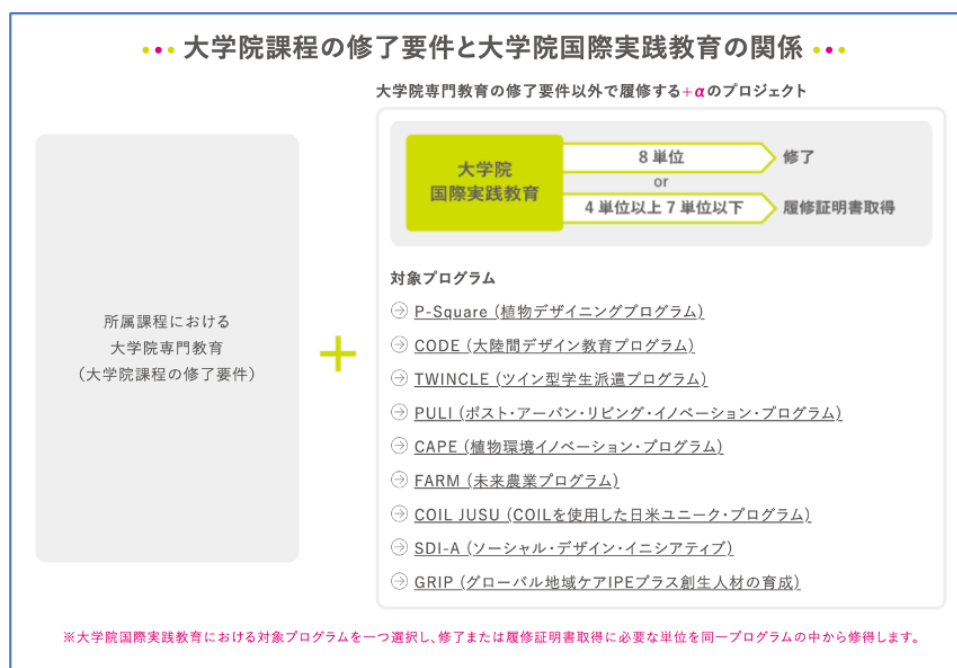 大学院課程の修了要件と大学院国際実践教育の関係
大学院専門教育の修了要件以外で履修する+αのプロジェクト
大学院
国際実践教育
8単位
修了
or
4単位以上7単位以下
履修証明書取得
所属課程における
大学院専門教育
（大学院課程の修了要件）
+
対象プログラム
P-Square (植物デザイニングプログラム)
CODE (大陸間デザイン教育プログラム)
TWINCLE (ツイン型学生派遣プログラム)
PULI (ポスト・アーバン・リビング・イノベーション・プログラム)
CAPE (植物環境イノベーション・プログラム)
FARM (未来農業プログラム)
COIL JUSU (COILを使用した日米ユニーク・プログラム)
SDI-A (ソーシャル・デザイン・イニシアティブ)
GRIP (グローバル地域ケアIPEプラス創生人材の育成)
※大学院国際実践教育における対象プログラムを一つ選択し、修了または履修証明書取得に必要な単位を同一プログラムの中から修得します。